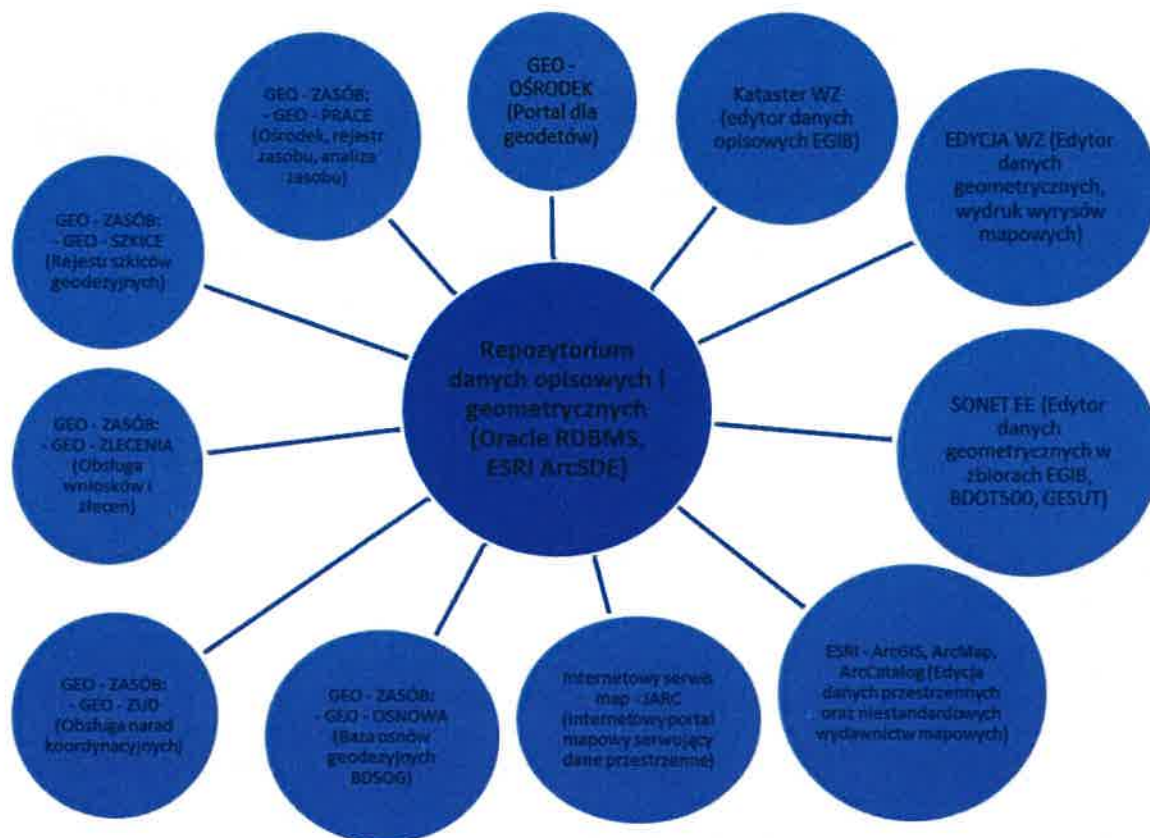 GEO -
OŚRODEK
(Portal dla
geodetów)
Kataster WZ
(edytor danych
opisowych EGIB)
EDYCJA WZ (Edytor
danych
geometrycznych,
wydruk wyrysów
mapowych)
SONET EE (Edytor
danych
geometrycznych w
zbiorach EGIB,
BDOT500, GESUT)
ESRI - ArcGIS, ArcMap,
ArcCatalog (Edycja
danych przestrzennych
oraz niestandardowych
wydawnictw mapowych)
Internetowy serwis
map - JARC
(Internetowy portal
mapowy serwujący
dane przestrzenne)
GEO - ZASÓB:
- GEO - OSNOWA
(Baza osnów
geodezyjnych
BDSOG)
GEO - ZASÓB:
- GEO - ZUD
(Obsługa narad
koordynacyjnych)
GEO - ZASÓB:
- GEO - ZLECENIA
(Obsługa
wniosków i
zleceń)
GEO - ZASÓB:
- GEO - SZKICE
(Rejestr szkiców
geodezyjnych)
GEO - ZASÓB:
- GEO - PRACE
(Ośrodek, rejestr
zasobu, analiza
zasobu)
Repozytorium
danych opisowych i
geometrycznych
(Oracle RDBMS,
ESRI ArcSDE)